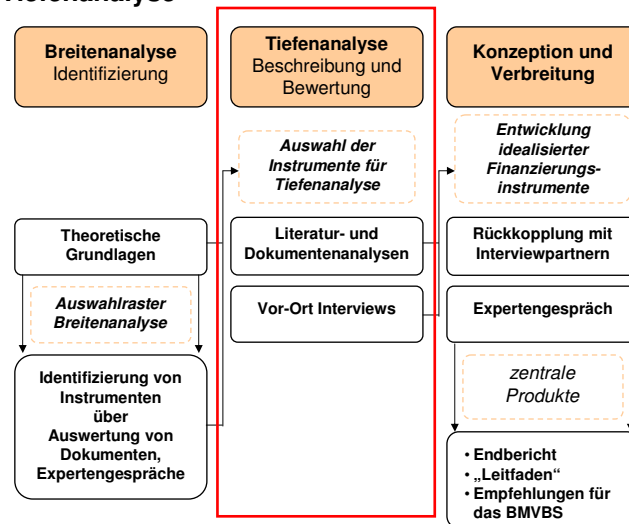 Tiefenanalyse
Breitenanalyse
Identifizierung
Theoretische
Grundlagen
Auswahlraster
Breitenanalyse
Identifizierung von
Instrumenten
über
Auswertung von
Dokumenten,
Expertengespräche
Tiefenanalyse
Beschreibung und
Bewertung
Auswahl der
Instrumente für
Tiefenanalyse
Literatur- und
Dokumentenanalysen
Vor-Ort Interviews
Konzeption und
Verbreitung
Entwicklung
idealisierter
Finanzierungs-
instrumente
Rückkopplung mit
Interviewpartnern
Expertengespräch
zentrale
Produkte
• Endbericht
• „Leitfaden“
• Empfehlungen für
das BMVBS